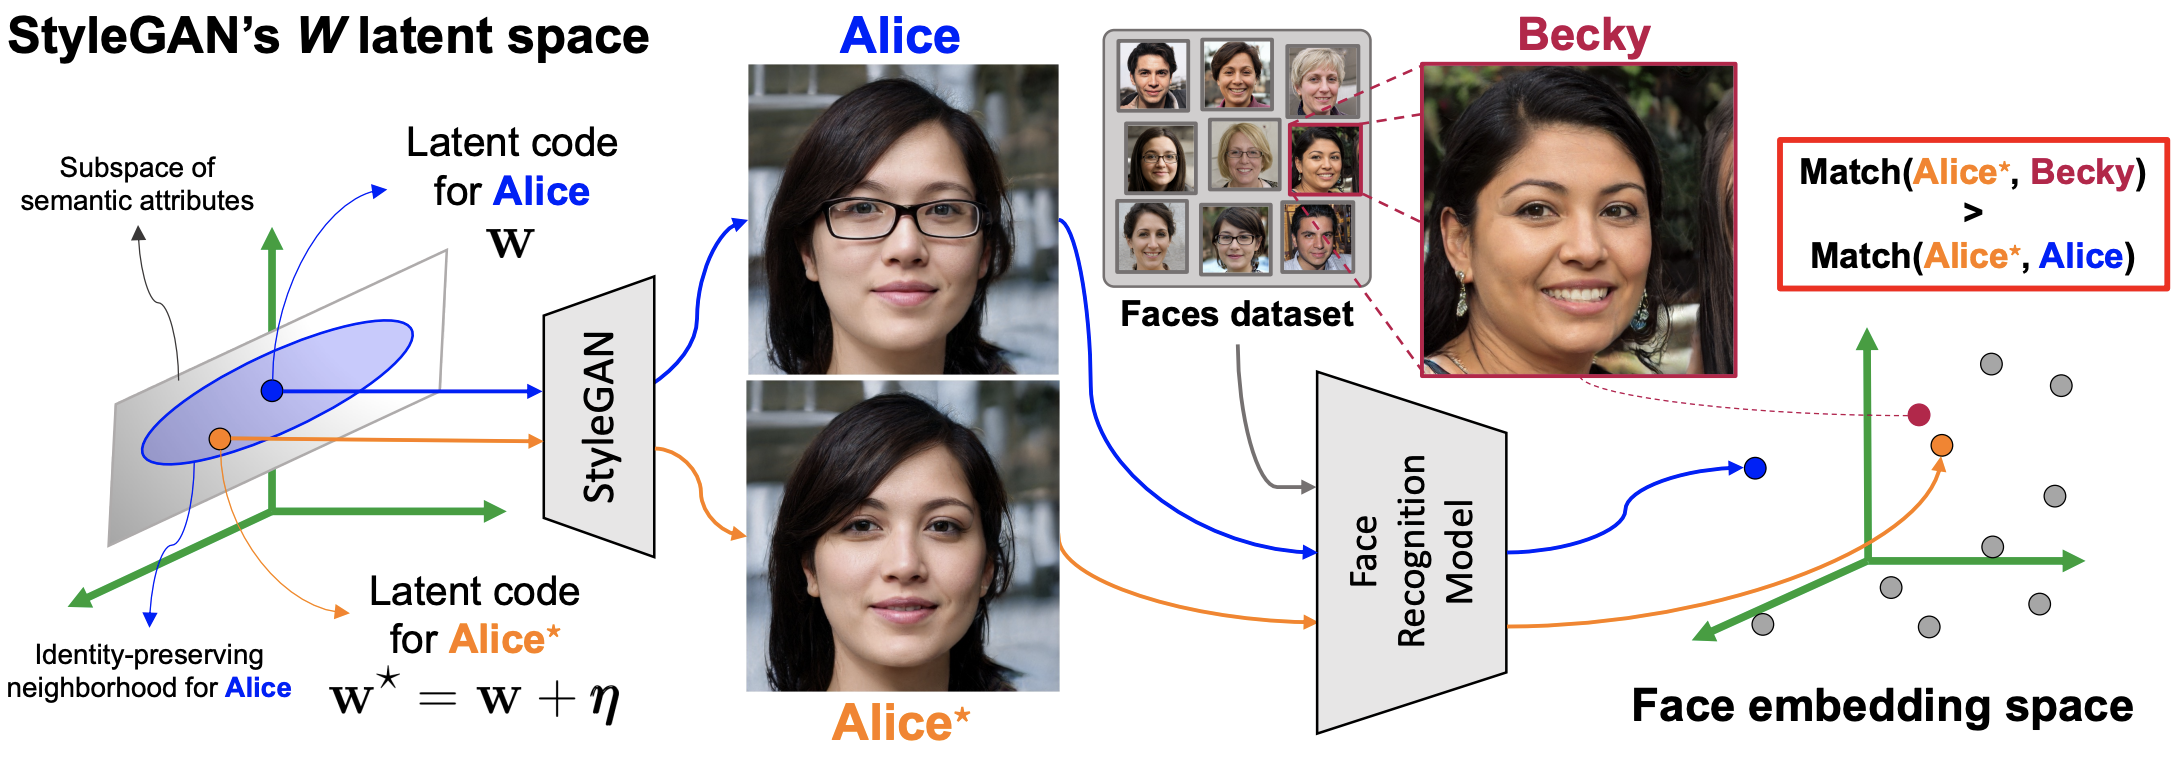 StyleGAN's W latent space
Alice
Becky
Subspace of
semantic attributes
Latent code
for Alice
w
Match(Alice*, Becky)
>
Match(Alice*, Alice)
Faces dataset
StyleGAN
Face
Recognition
Model
Identity-preserving
neighborhood for Alice
Latent code
for Alice*
w* = w + η
Alice*
Face embedding space